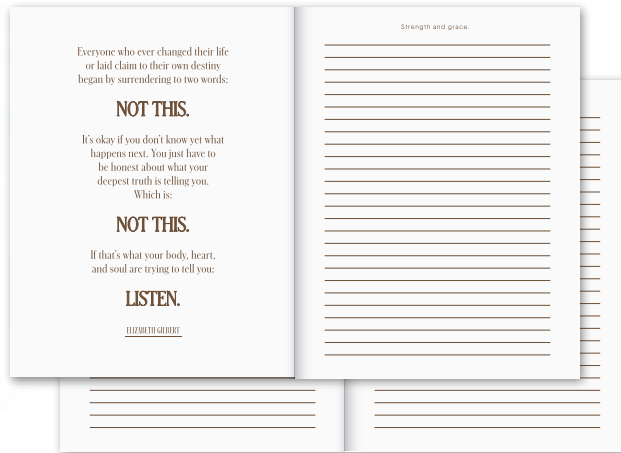 Everyone who ever changed their life
or laid claim to their own destiny
began by surrendering to two words:
NOT THIS.
It's okay if you don't know yet what
happens next. You just have to
be honest about what your
deepest truth is telling you.
Which is:
NOT THIS.
If that's what your body, heart,
and soul are trying to tell you:
LISTEN.
ELIZABETH GILBERT
Strength and grace.